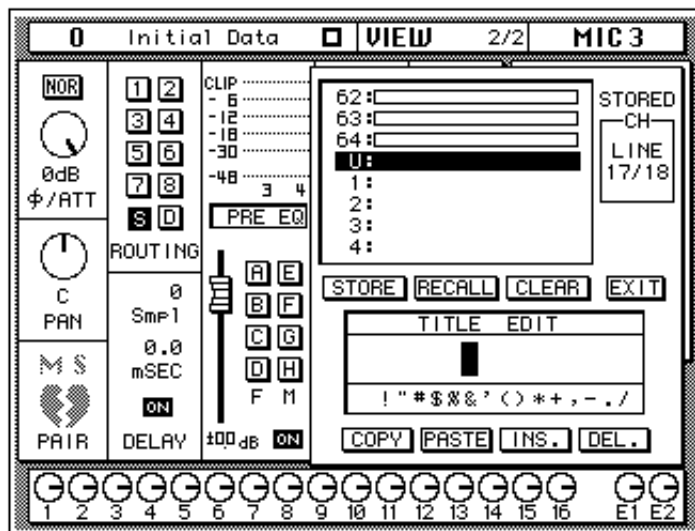 0 Initial Data VIEW 2/2 MIC 3
NOR
0dB
ϕ/ATT
C
PAN
M S
PAIR
1 2
3 4
5 6
7 8
S D
ROUTING
0
Smpl
0.0
mSEC
ON
DELAY
CLIP
- 6
-12
-18
-30
-48
3 4
PRE EQ
A E
B F
C G
D H
F M
±0.0 dB ON
62:
63:
64:
U:
1:
2:
3:
4:
STORED
CH
LINE
17/18
STORE RECALL CLEAR EXIT
TITLE EDIT
!"#$%&'()*+,-./
COPY PASTE INS. DEL.
1 2 3 4 5 6 7 8 9 10 11 12 13 14 15 16 E1 E2